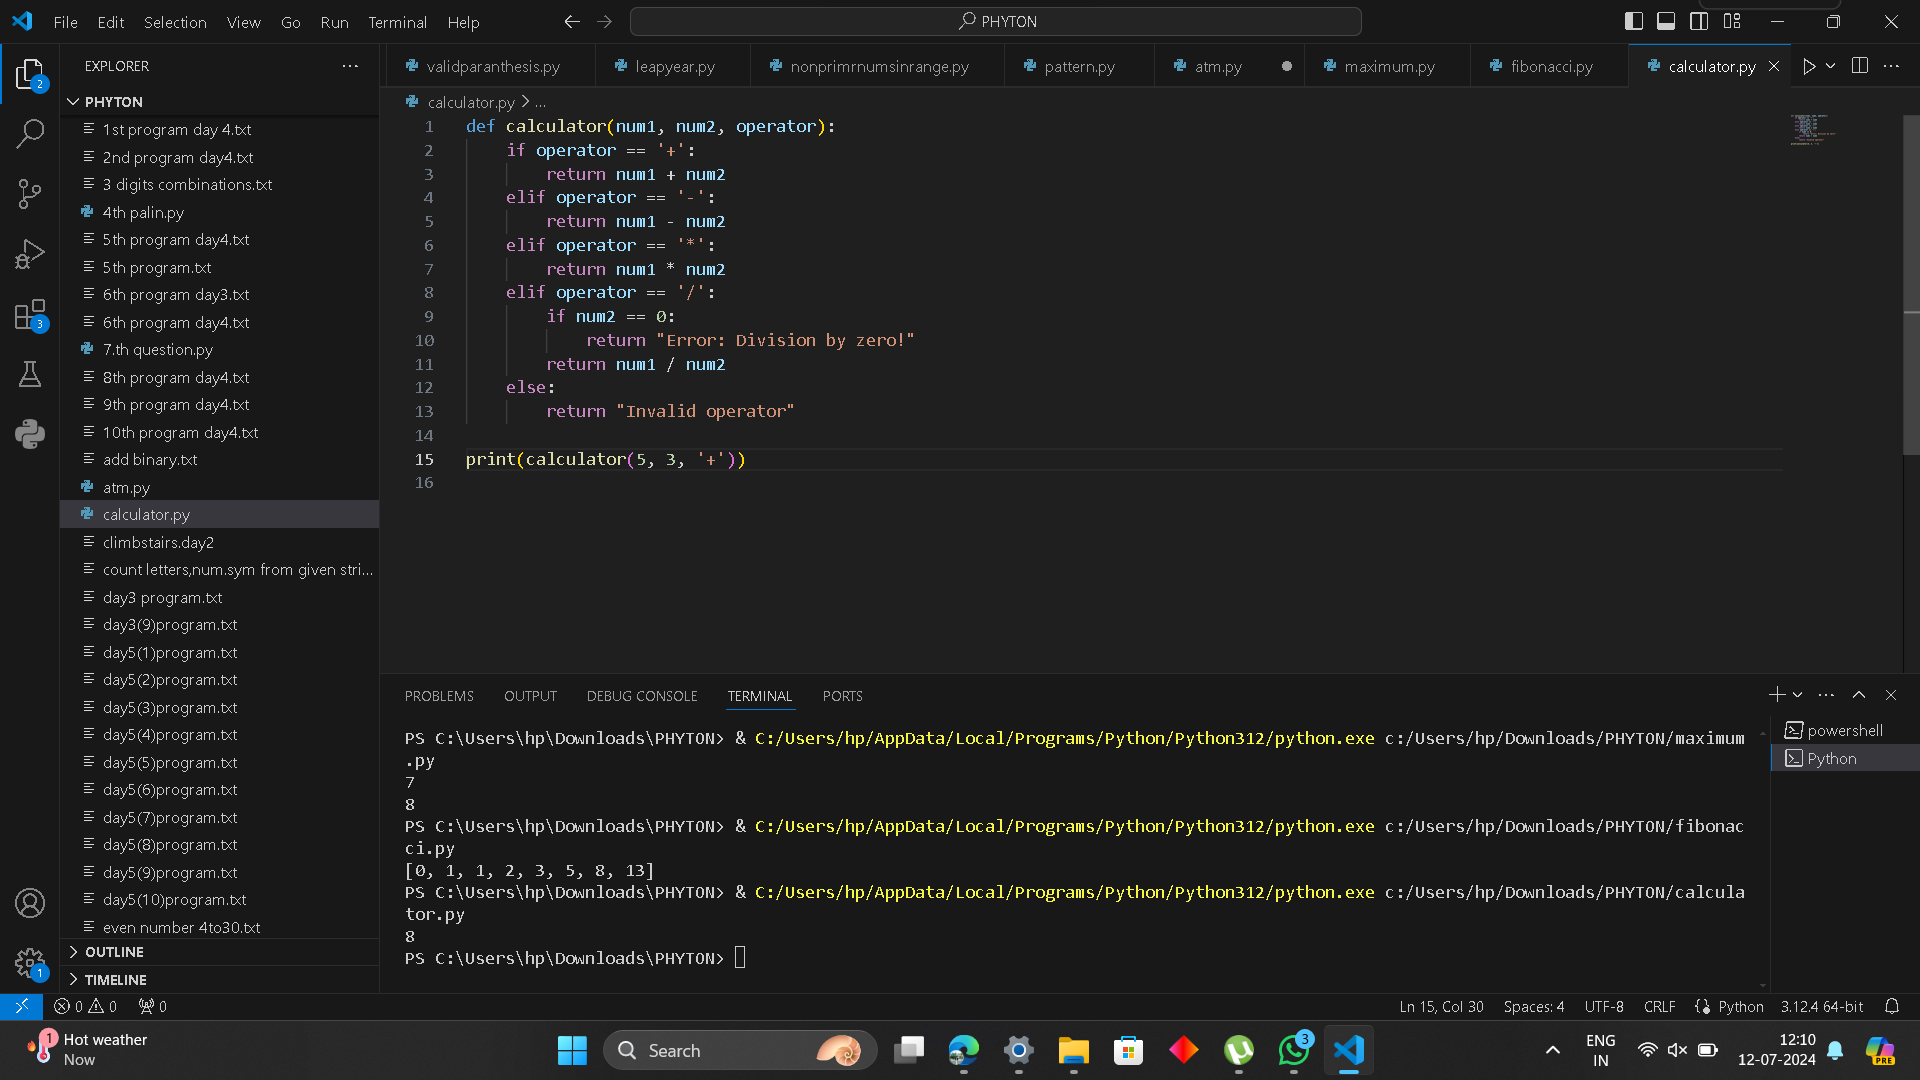 File Edit Selection View Go Run Terminal Help
PHYTON
EXPLORER
validparanthesis.py
leapyear.py
nonprimrnumsinrange.py
pattern.py
atm.py
maximum.py
fibonacci.py
calculator.py
2
3
1
PHYTON
1st program day 4.txt
2nd program day4.txt
3 digits combinations.txt
4th palin.py
5th program day4.txt
5th program.txt
6th program day3.txt
6th program day4.txt
7.th question.py
8th program day4.txt
9th program day4.txt
10th program day4.txt
add binary.txt
atm.py
calculator.py
climbstairs.day2
count letters,num.sym from given stri...
day3 program.txt
day3(9)program.txt
day5(1)program.txt
day5(2)program.txt
day5(3)program.txt
day5(4)program.txt
day5(5)program.txt
day5(6)program.txt
day5(7)program.txt
day5(8)program.txt
day5(9)program.txt
day5(10)program.txt
even number 4to30.txt
OUTLINE
TIMELINE
calculator.py > ...
1 def calculator(num1, num2, operator):
2 if operator == '+':
3 return num1 + num2
4 elif operator == '-':
5 return num1 - num2
6 elif operator == '*':
7 return num1 * num2
8 elif operator == '/':
9 if num2 == 0:
10 return "Error: Division by zero!"
11 return num1 / num2
12 else:
13 return "Invalid operator"
14
15 print(calculator(5, 3, '+'))
16
PROBLEMS OUTPUT DEBUG CONSOLE TERMINAL PORTS
PS C:\Users\hp\Downloads\PHYTON> & C:/Users/hp/AppData/Local/Programs/Python/Python312/python.exe c:/Users/hp/Downloads/PHYTON/maximum
.py
7
8
PS C:\Users\hp\Downloads\PHYTON> & C:/Users/hp/AppData/Local/Programs/Python/Python312/python.exe c:/Users/hp/Downloads/PHYTON/fibonac
ci.py
[0, 1, 1, 2, 3, 5, 8, 13]
PS C:\Users\hp\Downloads\PHYTON> & C:/Users/hp/AppData/Local/Programs/Python/Python312/python.exe c:/Users/hp/Downloads/PHYTON/calcula
tor.py
8
PS C:\Users\hp\Downloads\PHYTON>
powershell
Python
0 0 0
Ln 15, Col 30 Spaces: 4 UTF-8 CRLF Python 3.12.4 64-bit
1
Hot weather
Now
Search
3
ENG
IN
12:10
12-07-2024
PRE